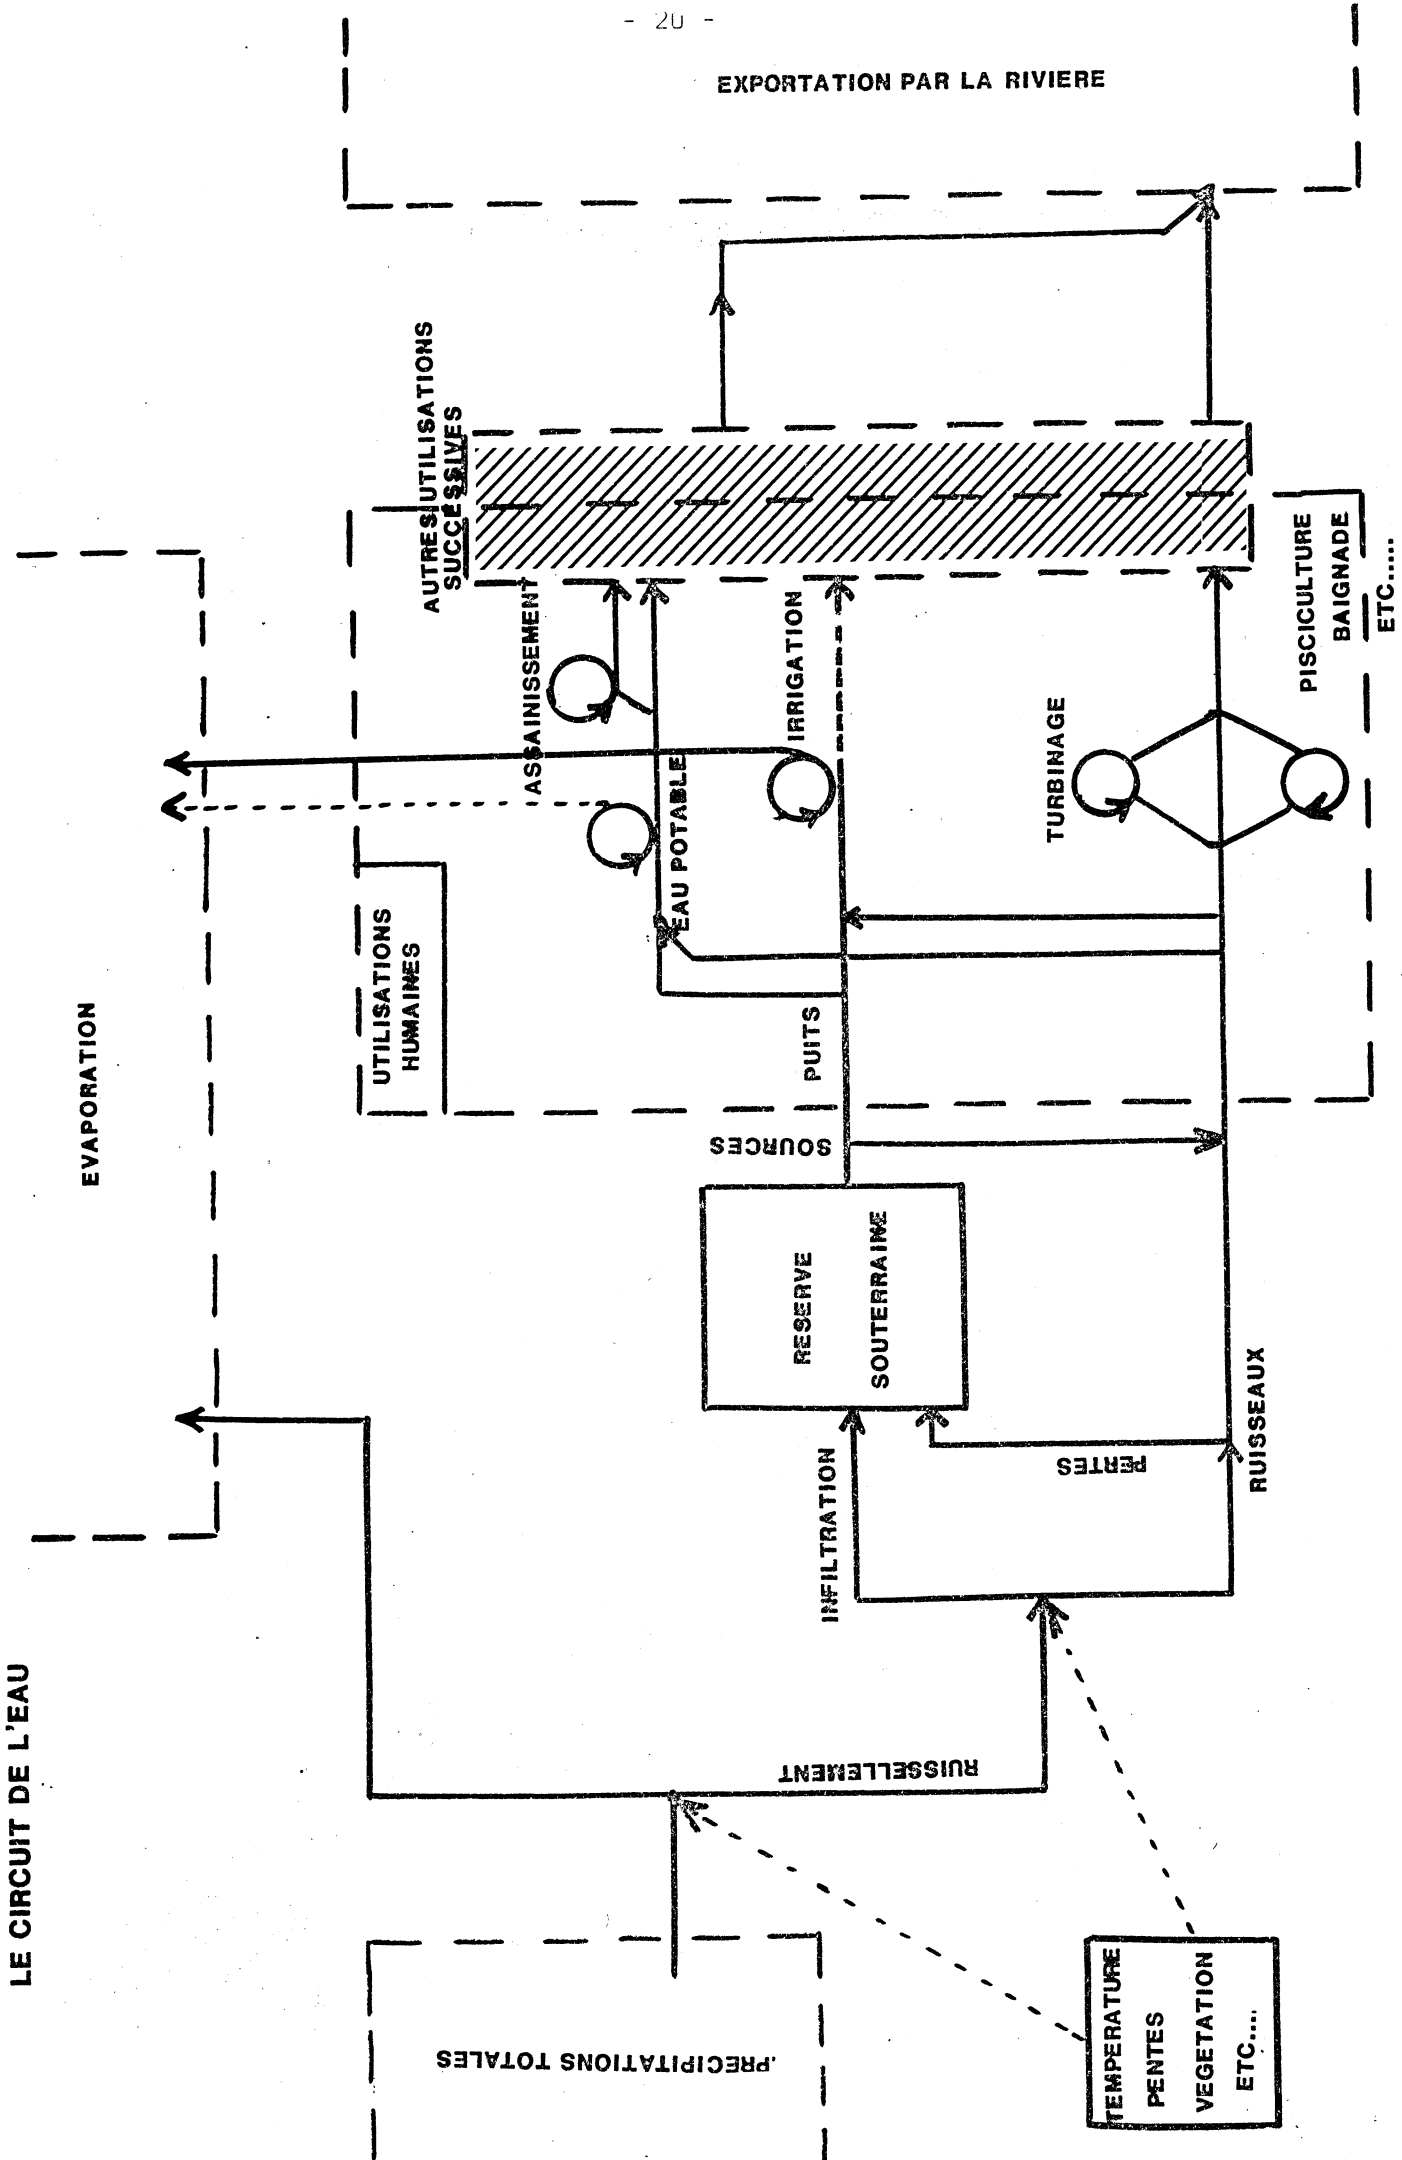 - 20 -
LE CIRCUIT DE L'EAU
EVAPORATION
EXPORTATION PAR LA RIVIERE
PRECIPITATIONS TOTALES
TEMPERATURE
PENTES
VEGETATION
ETC....
RUISSELLEMENT
INFILTRATION
PERTES
RUISSEAUX
RESERVE
SOUTERRAINE
SOURCES
PUITS
UTILISATIONS
HUMAINES
EAU POTABLE
ASSAINISSEMENT
IRRIGATION
TURBINAGE
PISCICULTURE
BAIGNADE
ETC....
AUTRES UTILISATIONS
SUCCESSIVES